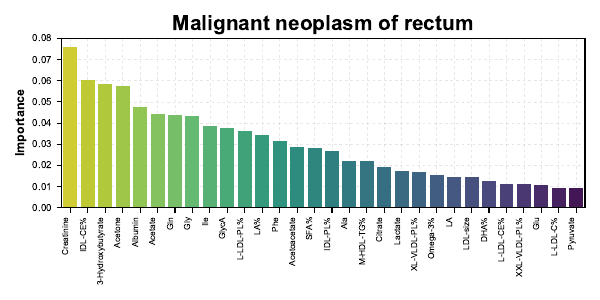 Malignant neoplasm of rectum
Importance
0.08
0.07
0.06
0.05
0.04
0.03
0.02
0.01
0.00
Creatinine
IDL-CE%
3-Hydroxybutyrate
Acetone
Albumin
Acetate
Gln
Gly
Ile
GlycA
L-LDL-PL%
LA%
Phe
Acetoacetate
SFA%
IDL-PL%
Ala
M-HDL-TG%
Citrate
Lactate
XL-VLDL-PL%
Omega-3%
LA
LDL-size
DHA%
L-LDL-CE%
XXL-VLDL-PL%
Glu
L-LDL-C%
Pyruvate